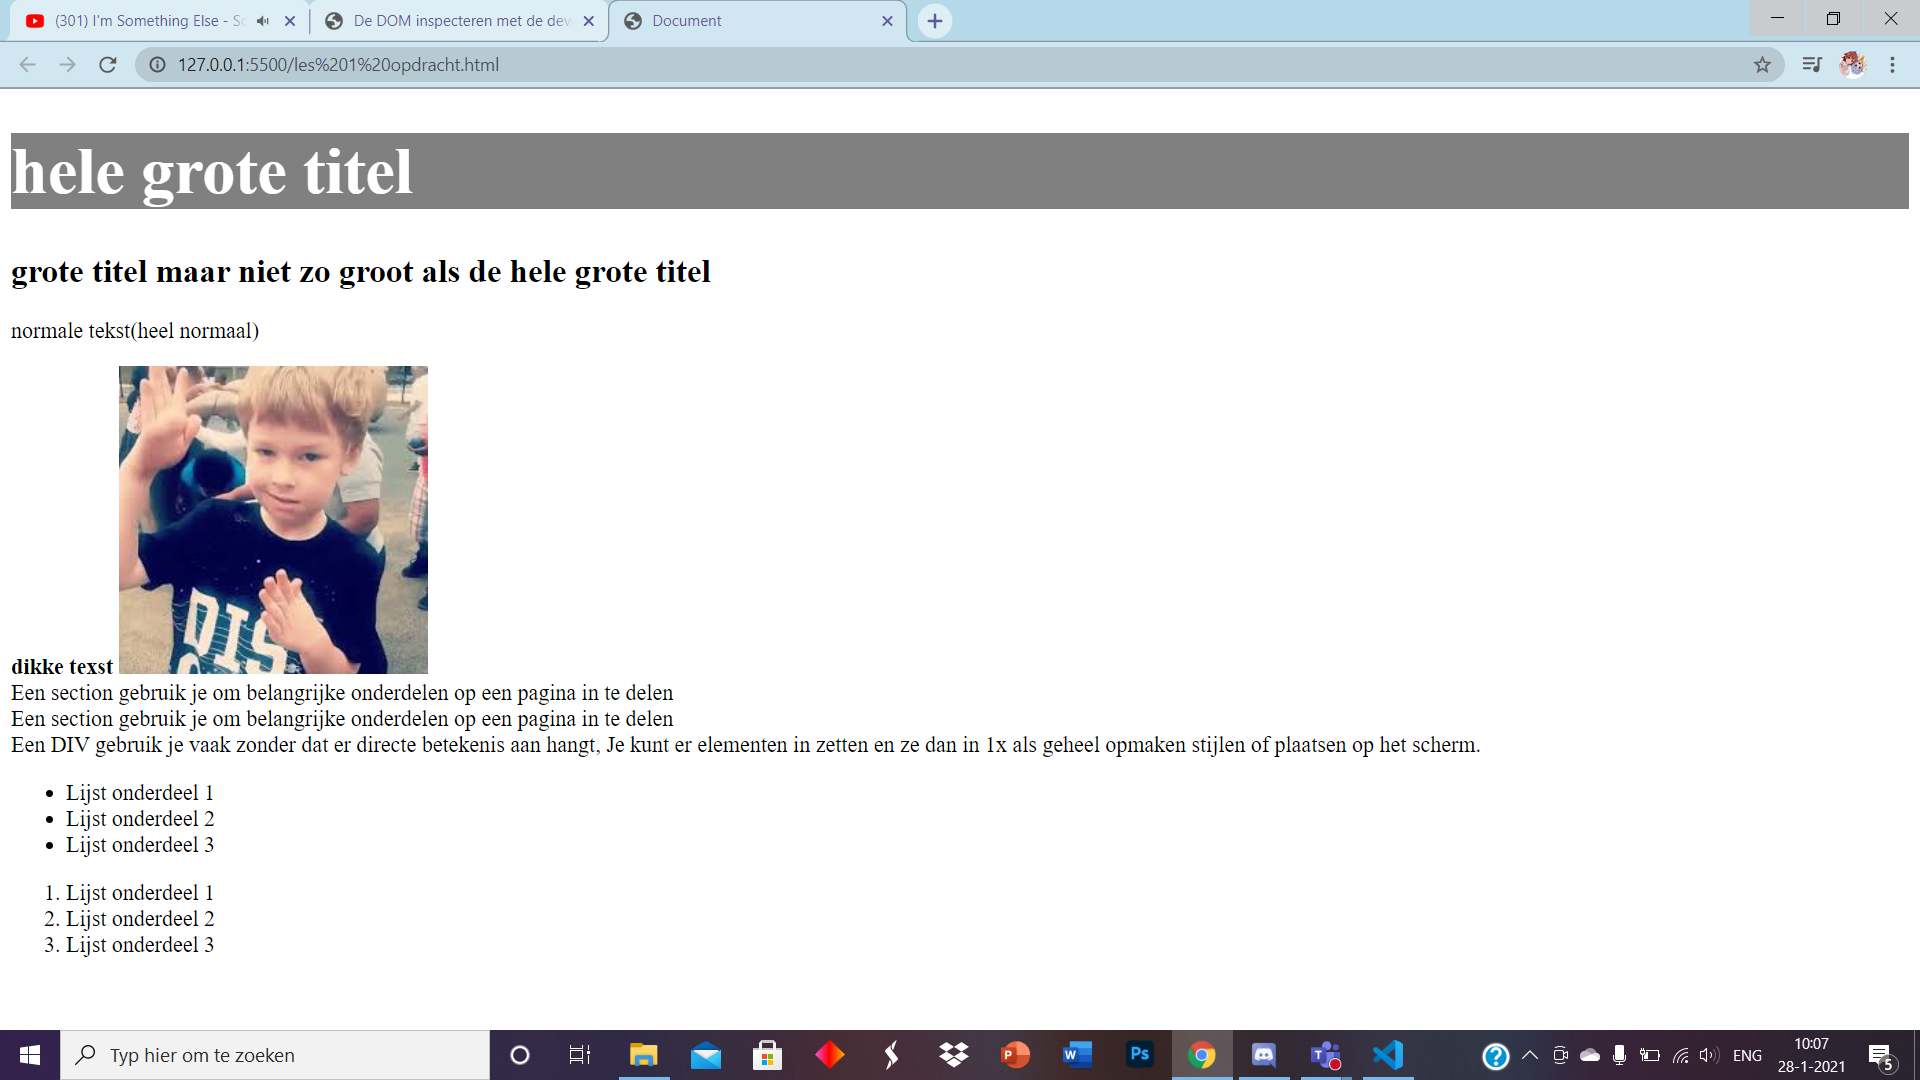 (301) I'm Something Else - Sc
De DOM inspecteren met de dev
Document
127.0.0.1:5500/les%201%20opdracht.html
hele grote titel
grote titel maar niet zo groot als de hele grote titel
normale tekst(heel normaal)
DIS
dikke texst
Een section gebruik je om belangrijke onderdelen op een pagina in te delen
Een section gebruik je om belangrijke onderdelen op een pagina in te delen
Een DIV gebruik je vaak zonder dat er directe betekenis aan hangt, Je kunt er elementen in zetten en ze dan in 1x als geheel opmaken stijlen of plaatsen op het scherm.
• Lijst onderdeel 1
• Lijst onderdeel 2
• Lijst onderdeel 3
1. Lijst onderdeel 1
2. Lijst onderdeel 2
3. Lijst onderdeel 3
Typ hier om te zoeken
P
W
Ps
ENG
10:07
28-1-2021
5